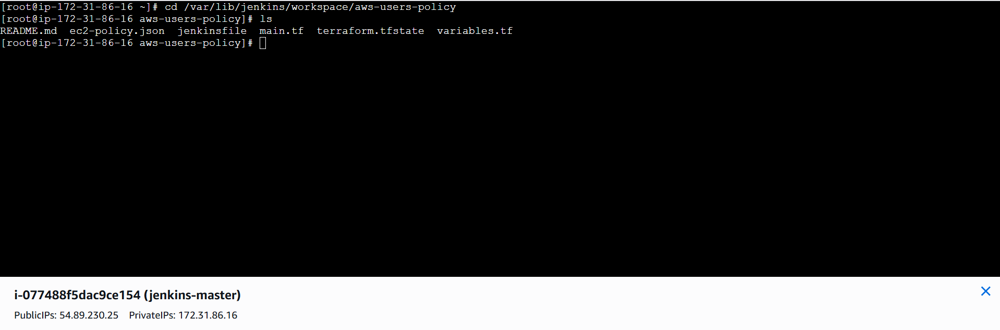 [root@ip-172-31-86-16 ~]# cd /var/lib/jenkins/workspace/aws-users-policy
[root@ip-172-31-86-16 aws-users-policy]# ls
README.md  ec2-policy.json  jenkinsfile  main.tf  terraform.tfstate  variables.tf
[root@ip-172-31-86-16 aws-users-policy]#
i-077488f5dac9ce154 (jenkins-master)
PublicIPs: 54.89.230.25    PrivateIPs: 172.31.86.16